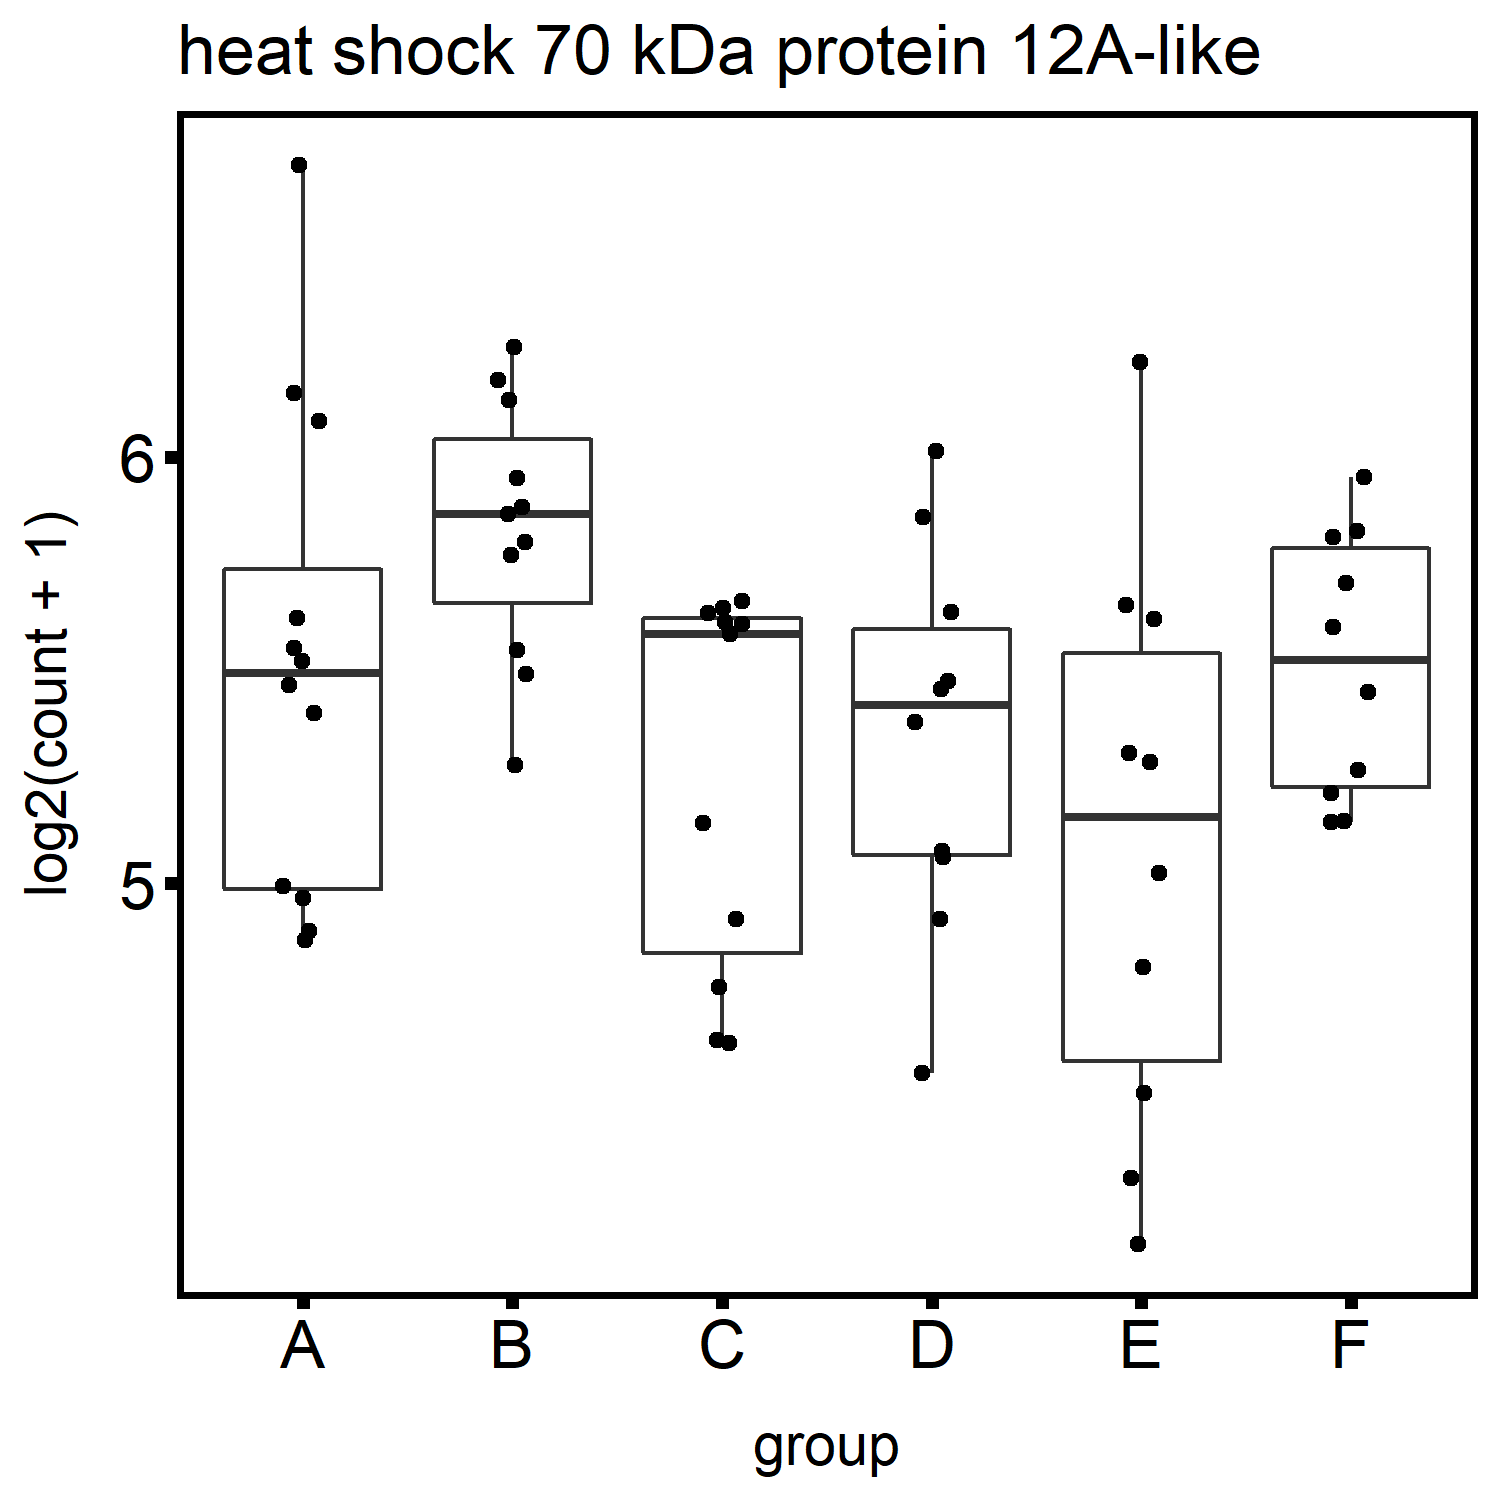 heat shock 70 kDa protein 12A-like
log2(count + 1)
6
5
A B C D E F
group